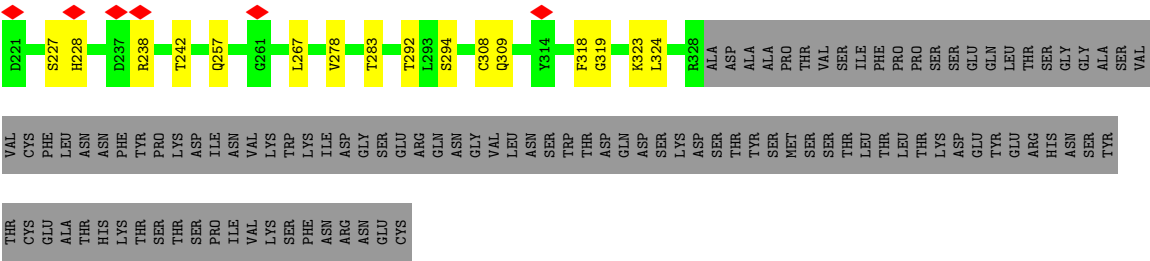 D221 S227 H228 D237 R238 T242 Q257 G261 L267 V278 T283 T292 L293 S294 C308 Q309 Y314 F318 G319 K323 L324 R328 ALA ASP ALA ALA PRO THR VAL SER ILE PHE PRO PRO SER SER GLU GLN LEU THR SER GLY GLY ALA SER VAL
VAL CYS PHE LEU ASN ASN PHE TYR PRO LYS ASP ILE ASN VAL LYS TRP LYS ILE ASP GLY SER GLU ARG GLN ASN GLY VAL LEU ASN SER TRP THR ASP GLN ASP SER LYS ASP SER THR TYR SER MET SER SER THR LEU THR LEU THR LYS ASP GLU TYR GLU ARG HIS ASN SER TYR
THR CYS GLU ALA THR HIS LYS THR SER THR SER PRO ILE VAL LYS SER PHE ASN ARG ASN GLU CYS